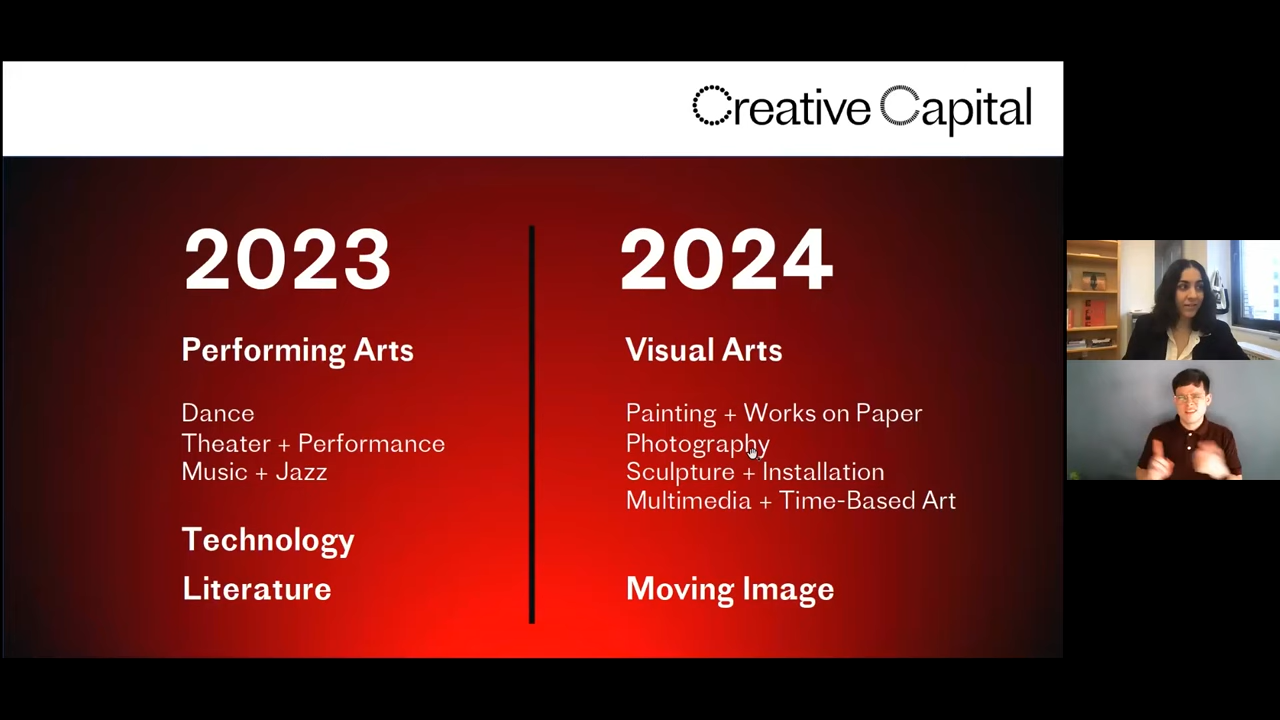 Creative Capital
2023
Performing Arts
Dance
Theater + Performance
Music + Jazz
Technology
Literature
2024
Visual Arts
Painting + Works on Paper
Photography
Sculpture + Installation
Multimedia + Time-Based Art
Moving Image